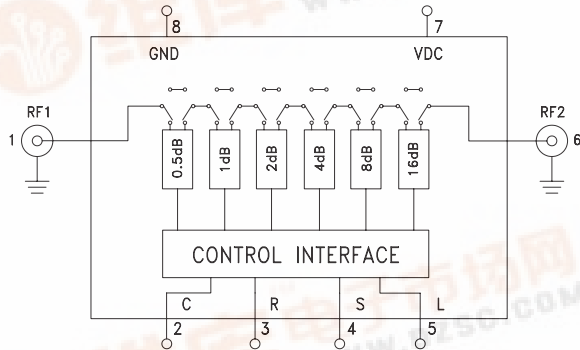 8 7
GND VDC
RF1 RF2
1 6
0.5dB 1dB 2dB 4dB 8dB 16dB
CONTROL INTERFACE
C R S L
2 3 4 5